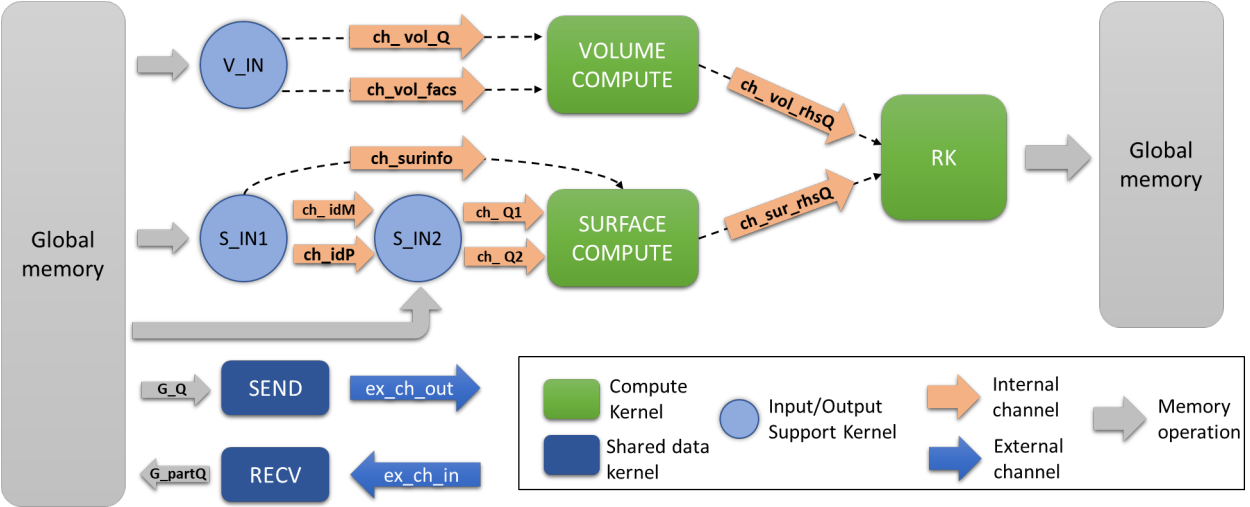 Global
memory
V_IN
ch_ vol_Q
ch_vol_facs
VOLUME
COMPUTE
ch_ vol_rhsQ
ch_surinfo
S_IN1
ch_ idM
ch_idP
S_IN2
ch_ Q1
ch_ Q2
SURFACE
COMPUTE
ch_sur_rhsQ
RK
Global
memory
G_Q
SEND
ex_ch_out
G_partQ
RECV
ex_ch_in
Compute
Kernel
Shared data
kernel
Input/Output
Support Kernel
Internal
channel
External
channel
Memory
operation